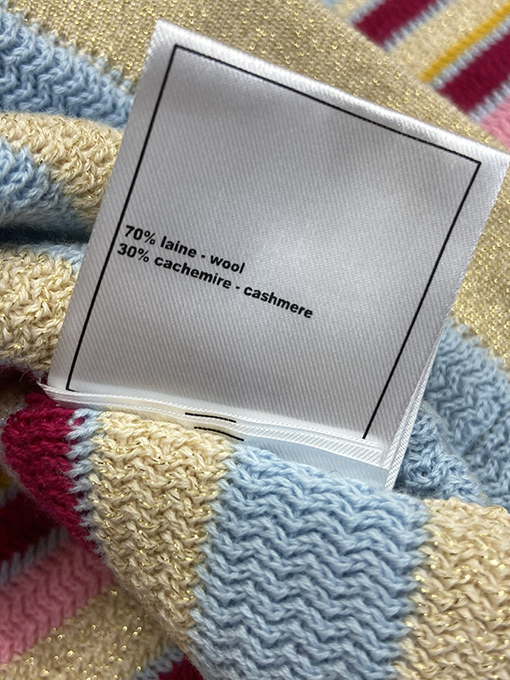 70% laine - wool
30% cachemire - cashmere